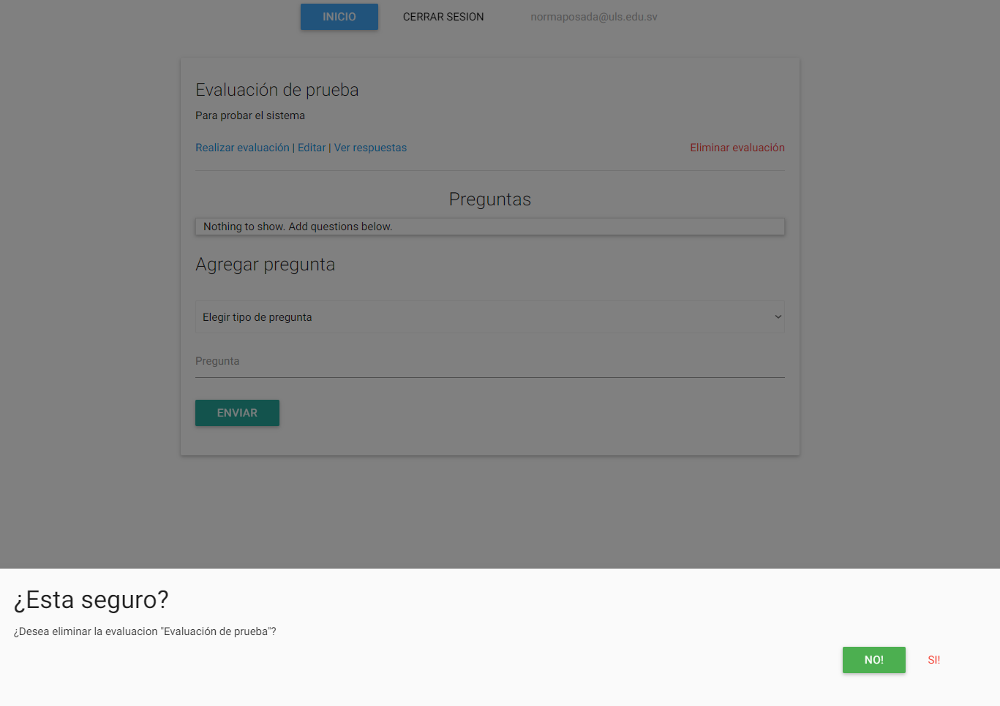 INICIO CERRAR SESION normaposada@uls.edu.sv
Evaluación de prueba
Para probar el sistema
Realizar evaluación | Editar | Ver respuestas Eliminar evaluación
Preguntas
Nothing to show. Add questions below.
Agregar pregunta
Elegir tipo de pregunta
Pregunta
ENVIAR
¿Esta seguro?
¿Desea eliminar la evaluacion "Evaluación de prueba"?
NO! SI!